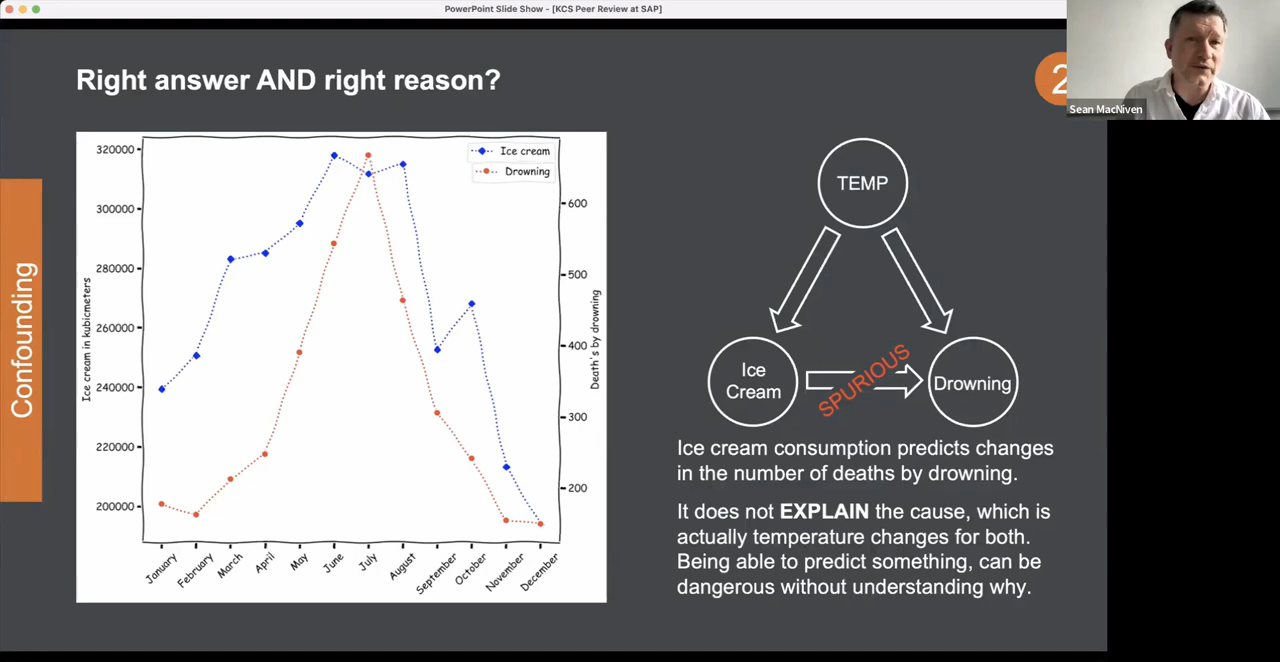 PowerPoint Slide Show - [KCS Peer Review at SAP]
Right answer AND right reason?
2
Sean MacNiven
Confounding
Ice cream in kubicmeters
320000
300000
280000
260000
240000
220000
200000
Ice cream
Drowning
600
500
400
300
200
Death's by drowning
January
February
March
April
May
June
July
August
September
October
November
December
TEMP
Ice
Cream
SPURIOUS
Drowning
Ice cream consumption predicts changes
in the number of deaths by drowning.
It does not EXPLAIN the cause, which is
actually temperature changes for both.
Being able to predict something, can be
dangerous without understanding why.